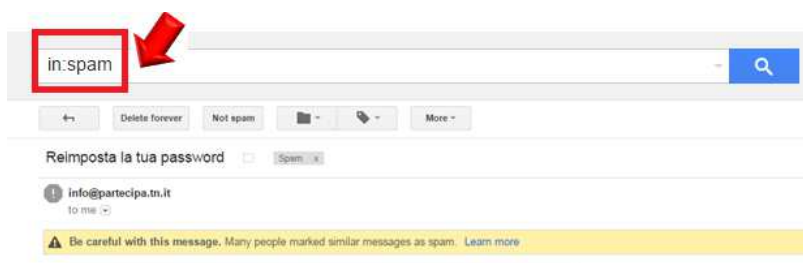 in:spam
Delete forever Not spam More
Reimposta la tua password Spam x
info@partecipa.tn.it
to me
Be careful with this message. Many people marked similar messages as spam. Learn more